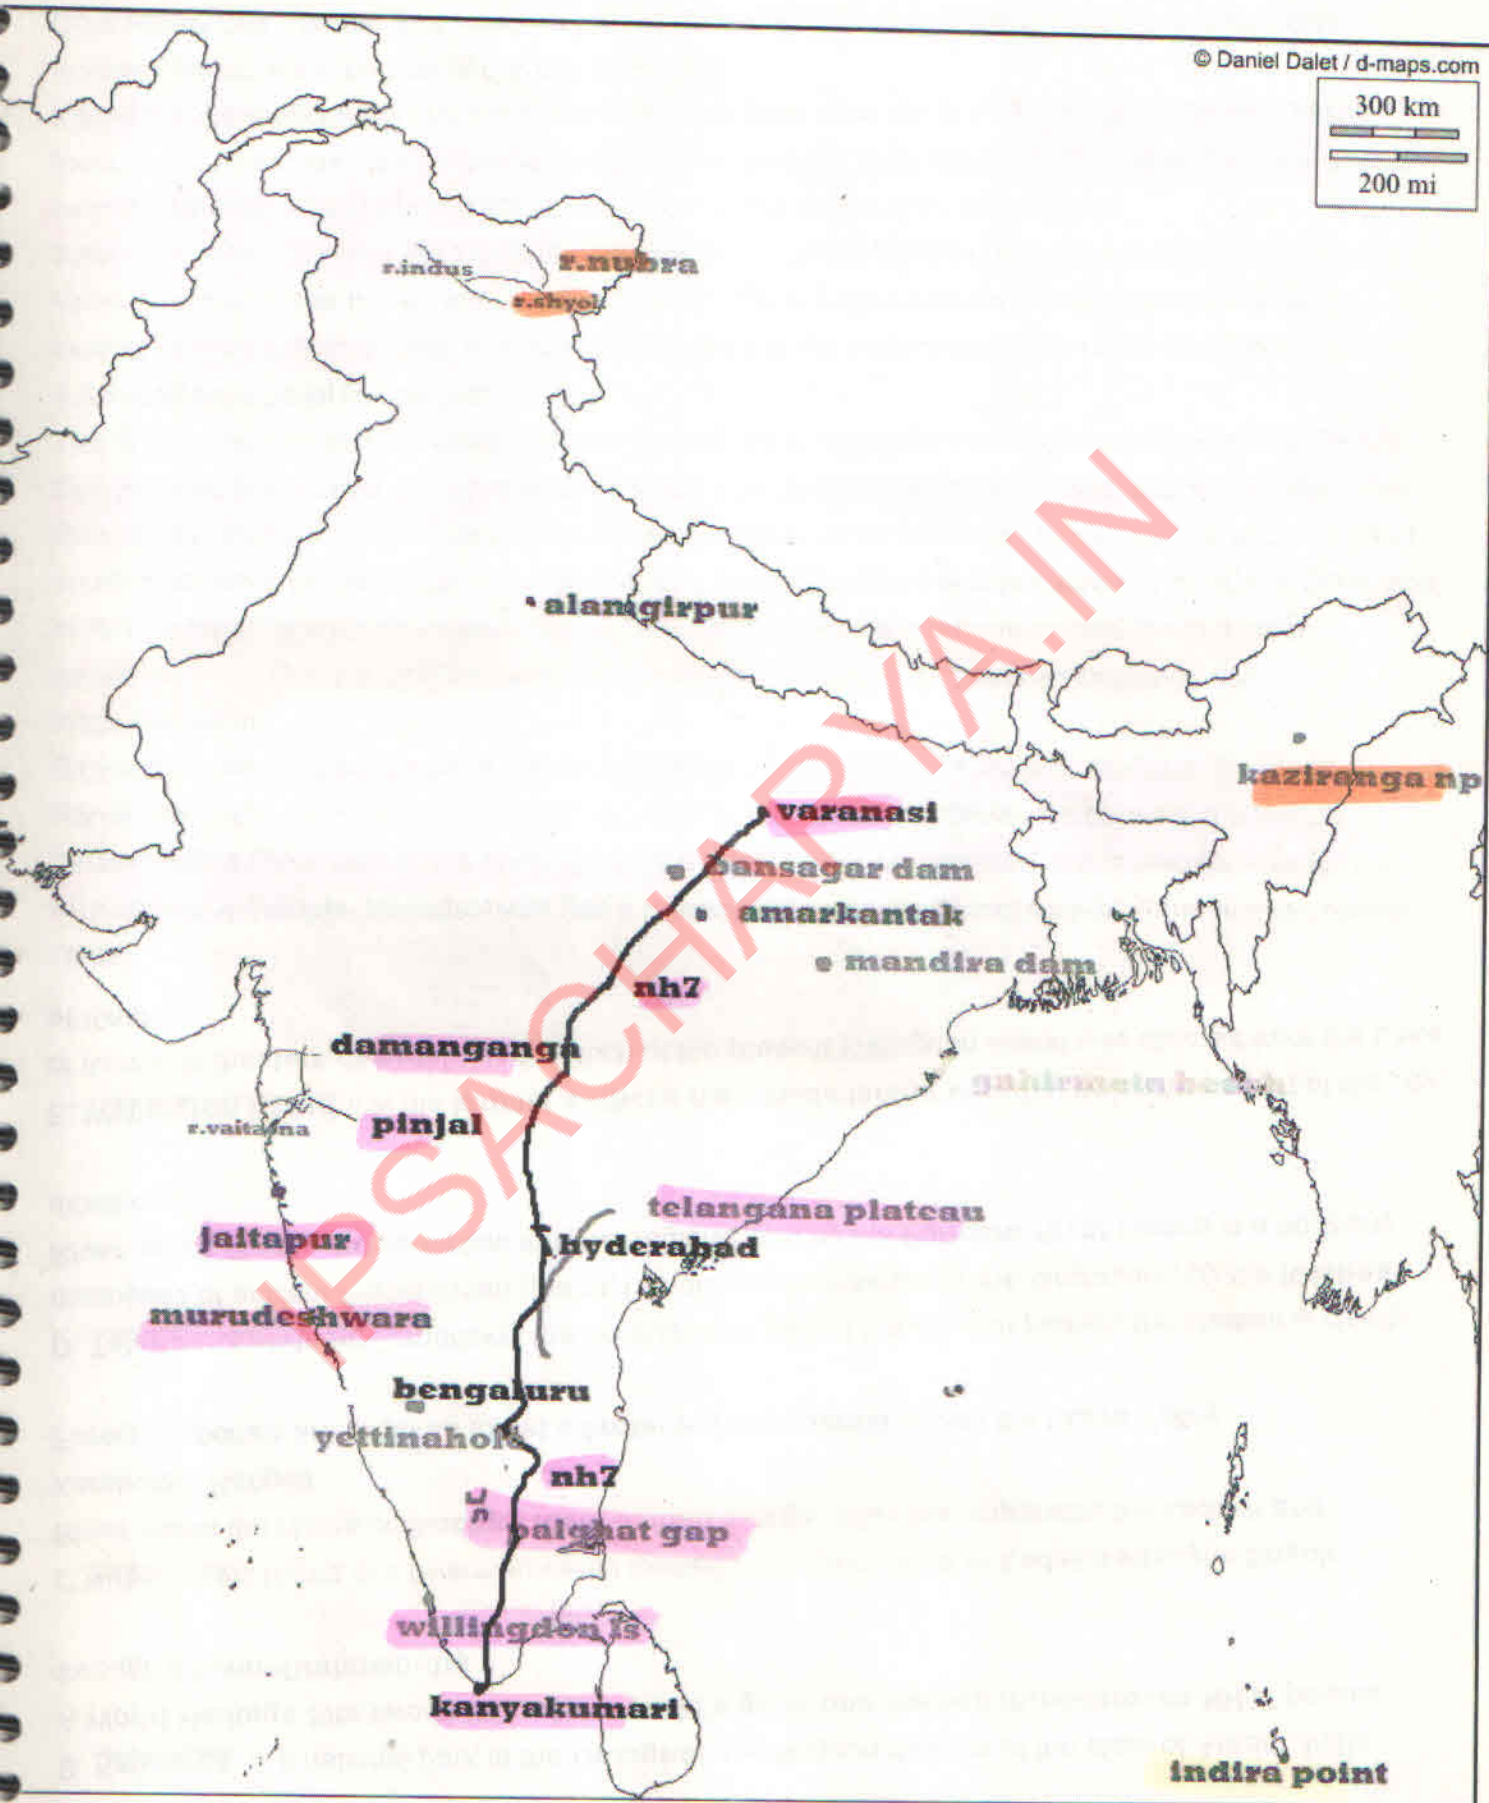 © Daniel Dalet / d-maps.com
300 km
200 mi
r.indus
r.nubra
r.shyok
alamgirpur
kaziranga np
varanasi
bansagar dam
amarkantak
mandira dam
nh7
damanganga
gahirmeta beach
r.vaitarna
pinjal
telangana plateau
jaitapur
hyderabad
murudeshwara
bengaluru
yettinahole
nh7
palghat gap
willingdon is
kanyakumari
indira point
IPSACHARYA.IN